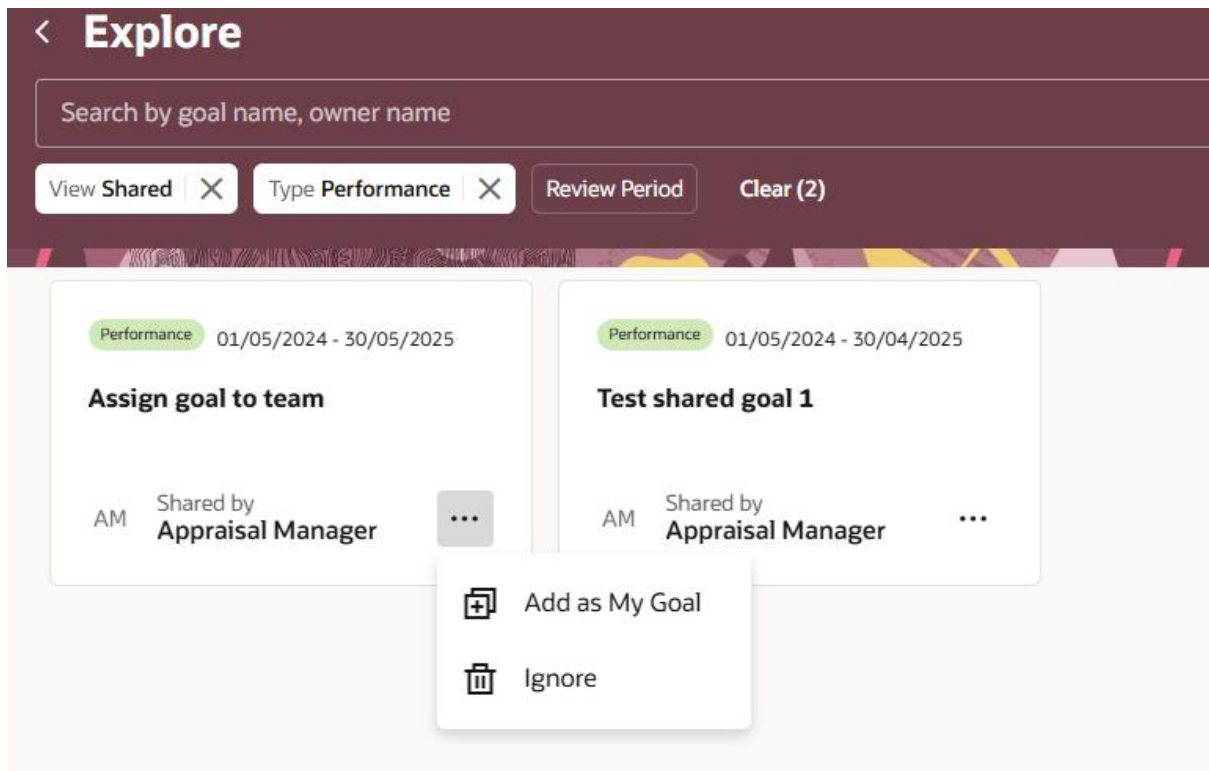 Explore
Search by goal name, owner name
View Shared Type Performance Review Period Clear (2)
Performance 01/05/2024 - 30/05/2025
Assign goal to team
AM Shared by
Appraisal Manager
Performance 01/05/2024 - 30/04/2025
Test shared goal 1
AM Shared by
Appraisal Manager
Add as My Goal
Ignore